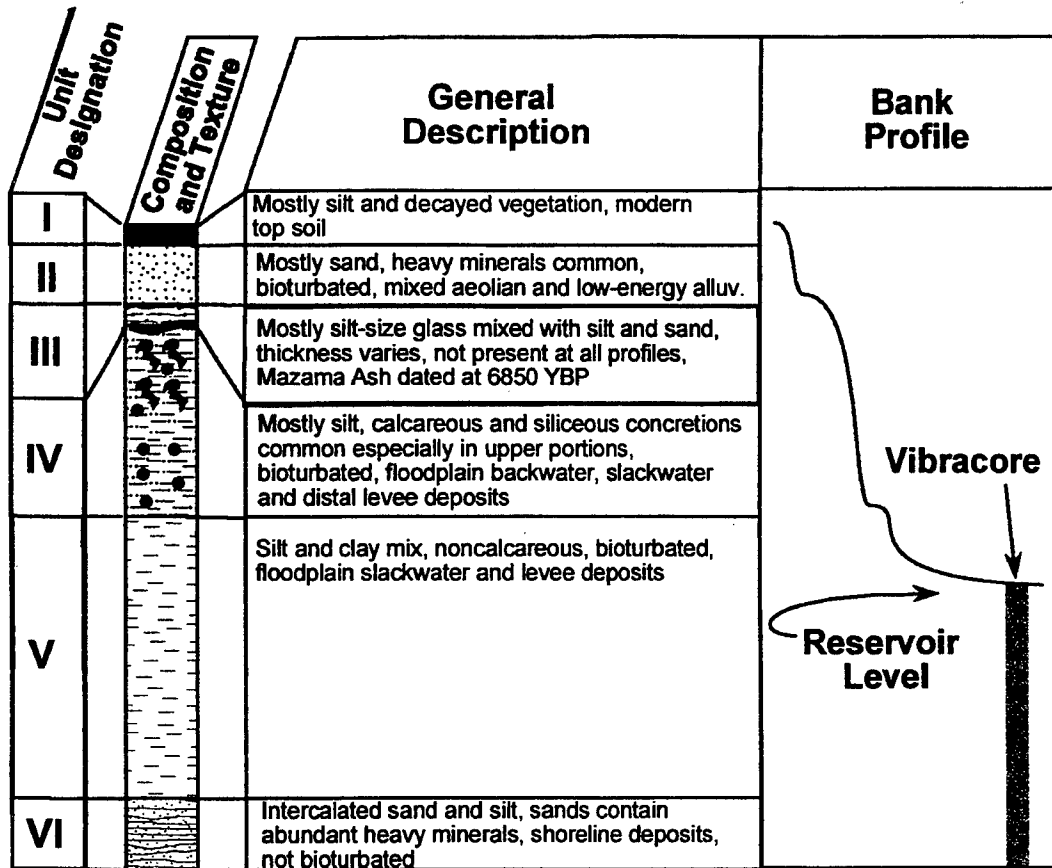 Unit
Designation
Composition
and Texture
General
Description
Bank
Profile
I
Mostly silt and decayed vegetation, modern
top soil
II
Mostly sand, heavy minerals common,
bioturbated, mixed aeolian and low-energy alluv.
III
Mostly silt-size glass mixed with silt and sand,
thickness varies, not present at all profiles,
Mazama Ash dated at 6850 YBP
IV
Mostly silt, calcareous and siliceous concretions
common especially in upper portions,
bioturbated, floodplain backwater, slackwater
and distal levee deposits
V
Silt and clay mix, noncalcareous, bioturbated,
floodplain slackwater and levee deposits
VI
Intercalated sand and silt, sands contain
abundant heavy minerals, shoreline deposits,
not bioturbated
Vibracore
Reservoir
Level